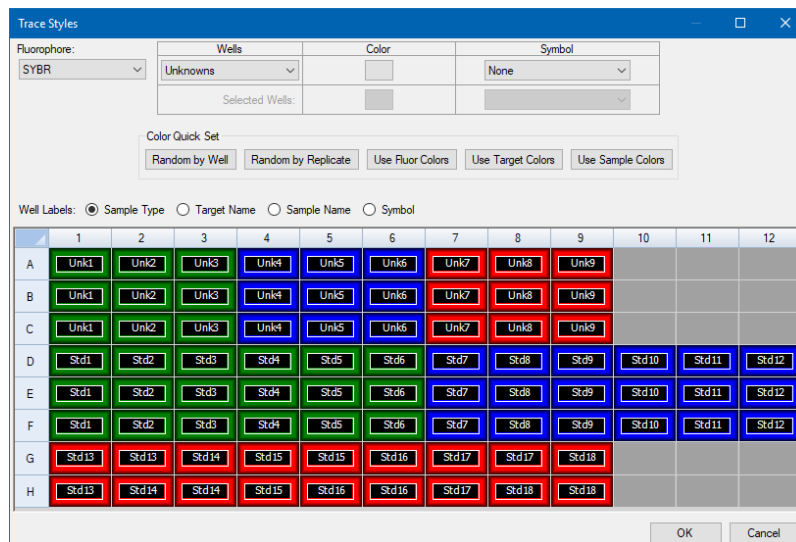 Trace Styles
Fluorophore:
Wells Color Symbol
SYBR Unknowns None
Selected Wells:
Color Quick Set
Random by Well Random by Replicate Use Fluor Colors Use Target Colors Use Sample Colors
Well Labels: Sample Type Target Name Sample Name Symbol
1 2 3 4 5 6 7 8 9 10 11 12
A Unk1 Unk2 Unk3 Unk4 Unk5 Unk6 Unk7 Unk8 Unk9
B Unk1 Unk2 Unk3 Unk4 Unk5 Unk6 Unk7 Unk8 Unk9
C Unk1 Unk2 Unk3 Unk4 Unk5 Unk6 Unk7 Unk8 Unk9
D Std1 Std2 Std3 Std4 Std5 Std6 Std7 Std8 Std9 Std10 Std11 Std12
E Std1 Std2 Std3 Std4 Std5 Std6 Std7 Std8 Std9 Std10 Std11 Std12
F Std1 Std2 Std3 Std4 Std5 Std6 Std7 Std8 Std9 Std10 Std11 Std12
G Std13 Std13 Std14 Std15 Std15 Std16 Std17 Std17 Std18
H Std13 Std14 Std14 Std15 Std16 Std16 Std17 Std18 Std18
OK Cancel